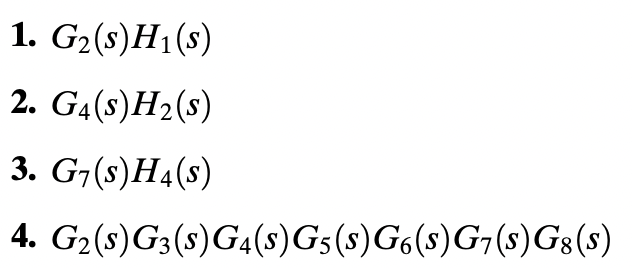 1. G₂(s)H₁(s)
2. G₄(s)H₂(s)
3. G₇(s)H₄(s)
4. G₂(s)G₃(s)G₄(s)G₅(s)G₆(s)G₇(s)G₈(s)